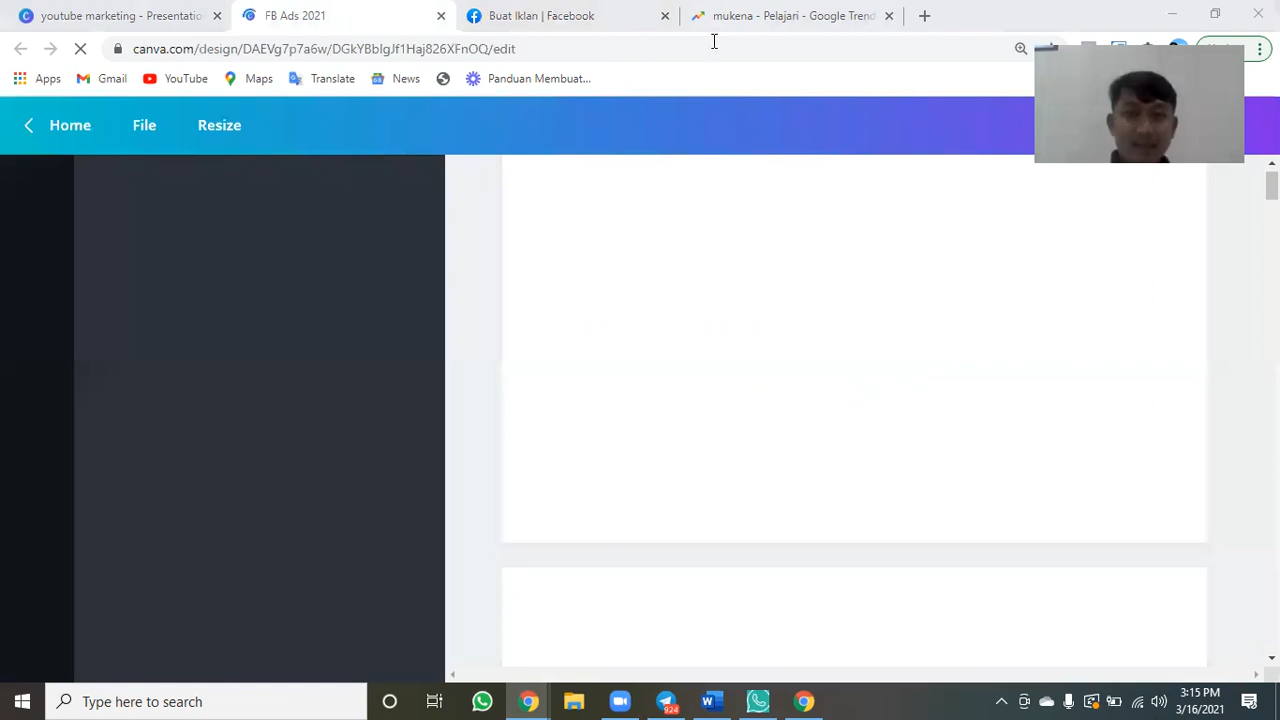 youtube marketing - Presentatio
FB Ads 2021
Buat Iklan | Facebook
mukena - Pelajari - Google Trend
canva.com/design/DAEVg7p7a6w/DGkYBbIgJf1Haj826XFnOQ/edit
Apps
Gmail
YouTube
Maps
Translate
News
Panduan Membuat...
Home
File
Resize
Type here to search
924
3:15 PM
3/16/2021